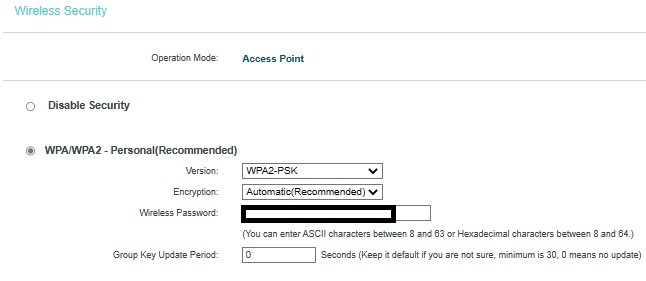 Wireless Security
Operation Mode: Access Point
Disable Security
WPA/WPA2 - Personal(Recommended)
Version: WPA2-PSK
Encryption: Automatic(Recommended)
Wireless Password:
(You can enter ASCII characters between 8 and 63 or Hexadecimal characters between 8 and 64.)
Group Key Update Period: 0 Seconds (Keep it default if you are not sure, minimum is 30, 0 means no update)